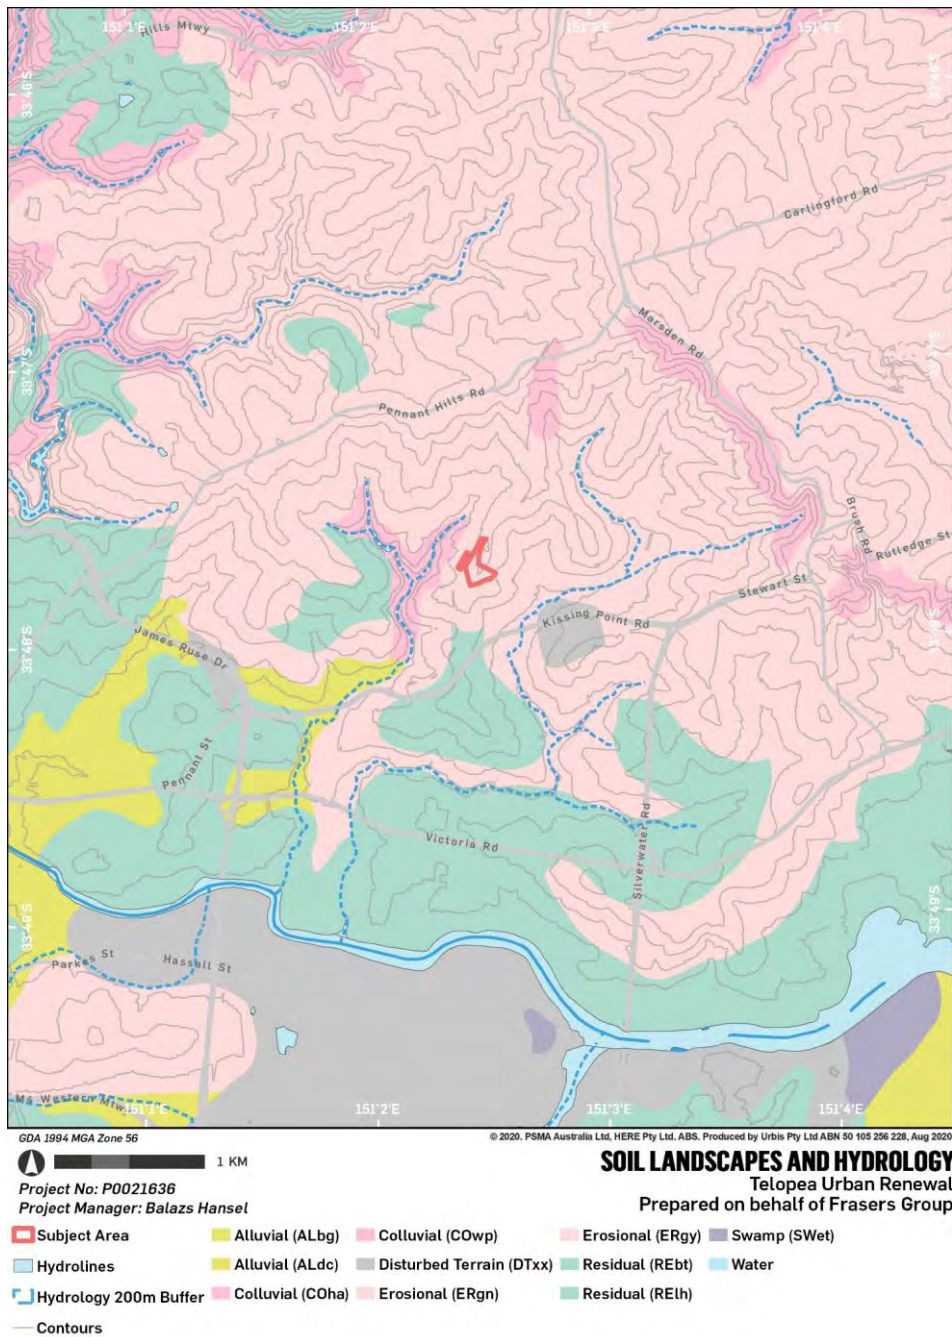 151°1'E
151°2'E
151°3'E
151°4'E
Hills Mtwy
33°46'S
Carlingford Rd
Marsden Rd
33°47'S
33°47'S
Pennant Hills Rd
Brush Rd
Rutledge St
Stewart St
Kissing Point Rd
33°48'S
James Ruse Dr
Pennant St
Victoria Rd
Silverwater Rd
33°49'S
33°49'S
Parkes St
Hassall St
M4 Western Mtwy
151°1'E
151°2'E
151°3'E
151°4'E
GDA 1994 MGA Zone 56
© 2020. PSMA Australia Ltd, HERE Pty Ltd. ABS. Produced by Urbis Pty Ltd ABN 50 105 256 228, Aug 2020
1 KM
SOIL LANDSCAPES AND HYDROLOGY
Telopea Urban Renewal
Prepared on behalf of Frasers Group
Project No: P0021636
Project Manager: Balazs Hansel
Subject Area
Hydrolines
Hydrology 200m Buffer
Contours
Alluvial (ALbg)
Alluvial (ALdc)
Colluvial (COha)
Colluvial (COwp)
Disturbed Terrain (DTxx)
Erosional (ERgn)
Erosional (ERgy)
Residual (REbt)
Residual (RElh)
Swamp (SWet)
Water